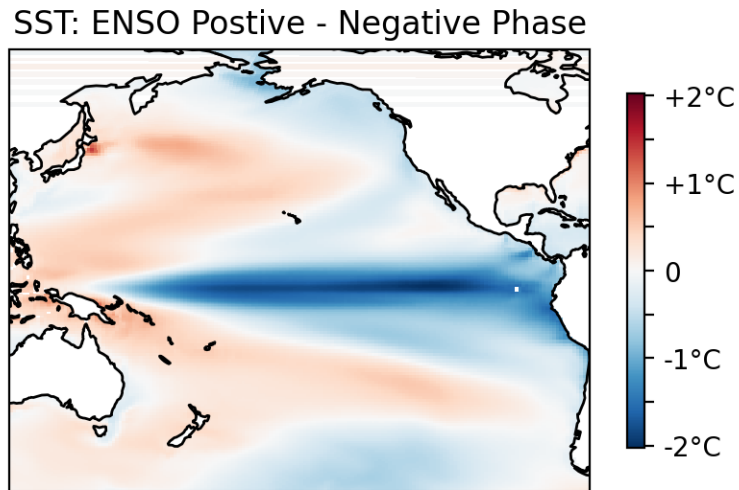 SST: ENSO Postive - Negative Phase
+2°C
+1°C
0
-1°C
-2°C